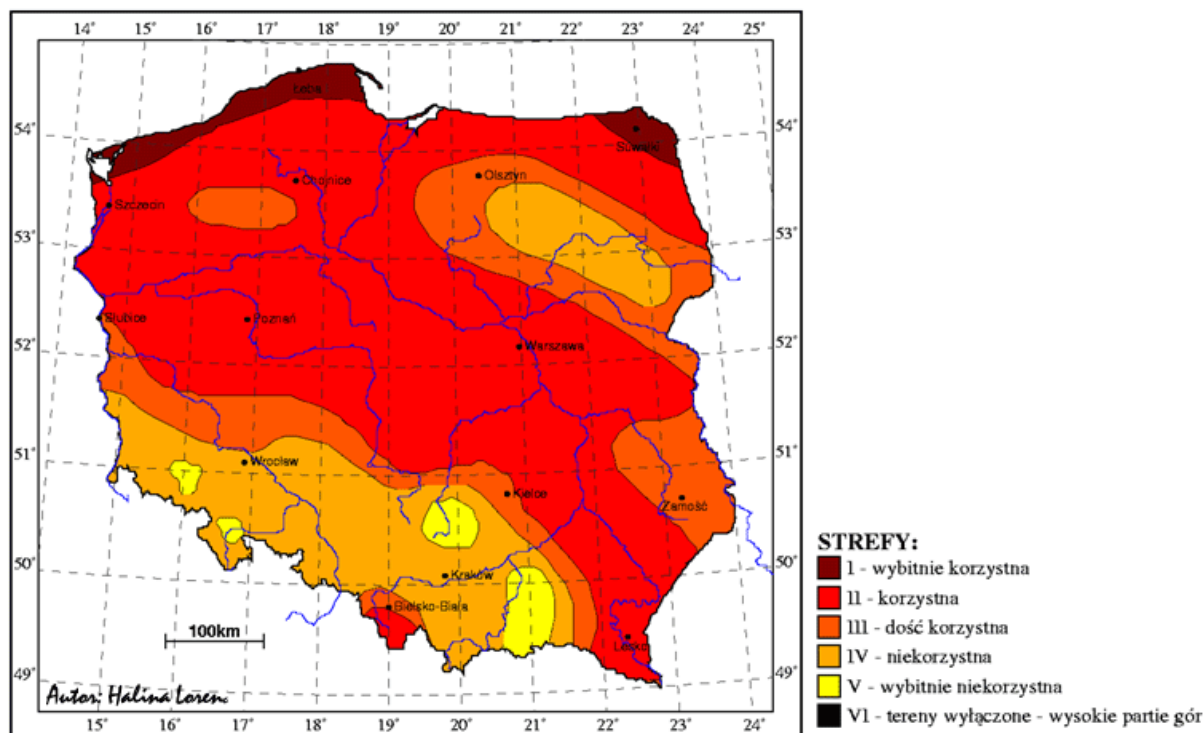 14° 15° 16° 17° 18° 19° 20° 21° 22° 23° 24° 25°
Łeba
54° 54°
Suwałki
Olsztyn
Chojnice
Szczecin
53° 53°
Słubice Poznań
52° Warszawa 52°
51° Wrocław 51°
Kielce
Zamość
50° Kraków 50°
Bielsko-Biała
100km
Lesko
49° 49°
Autor: Halina Lorenc
15° 16° 17° 18° 19° 20° 21° 22° 23° 24°
STREFY:
I - wybitnie korzystna
II - korzystna
III - dość korzystna
IV - niekorzystna
V - wybitnie niekorzystna
VI - tereny wyłączone - wysokie partie gór